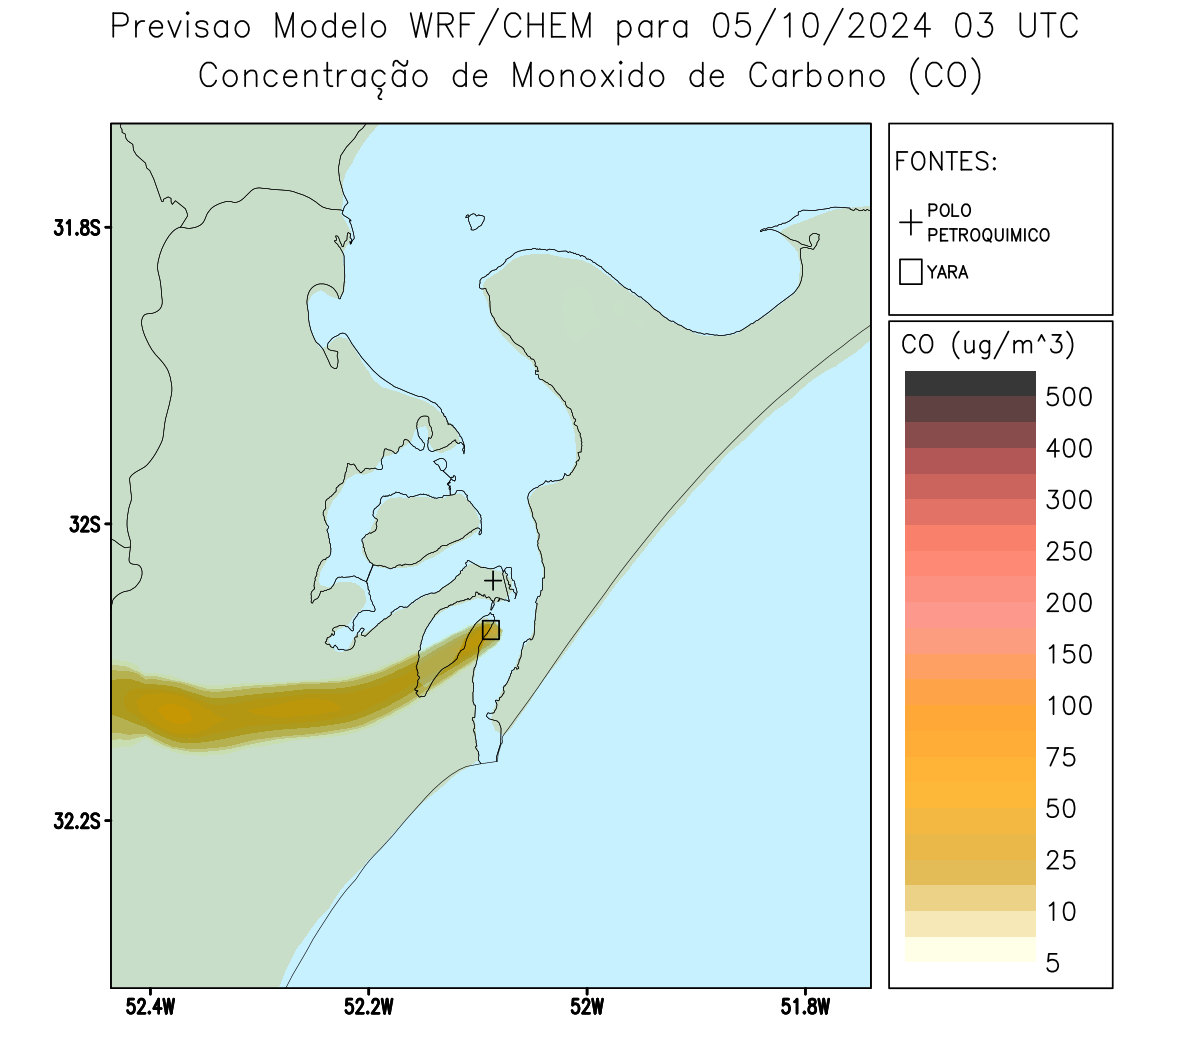 Previsao Modelo WRF/CHEM para 05/10/2024 03 UTC
Concentração de Monoxido de Carbono (CO)
FONTES:
POLO
PETROQUIMICO
YARA
CO (ug/m^3)
500
400
300
250
200
150
100
75
50
25
10
5
31.8S
32S
32.2S
52.4W
52.2W
52W
51.8W